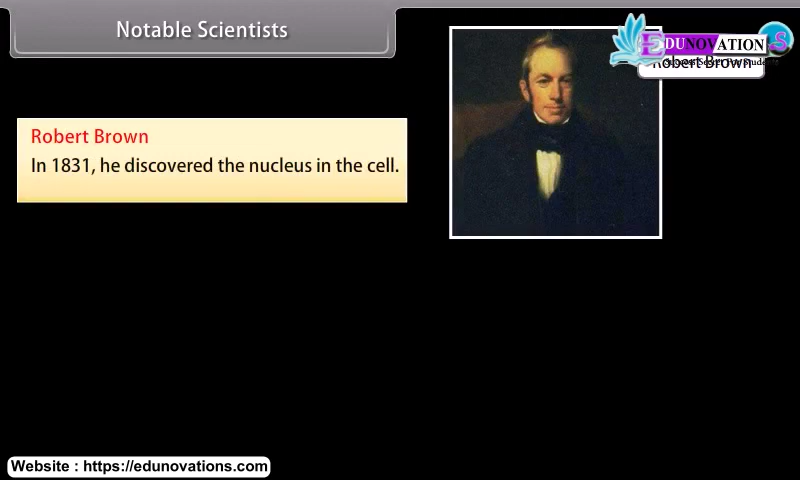 Notable Scientists
EDUNOVATION
S
Robert Brown
Robert Brown
In 1831, he discovered the nucleus in the cell.
Website : https://edunovations.com